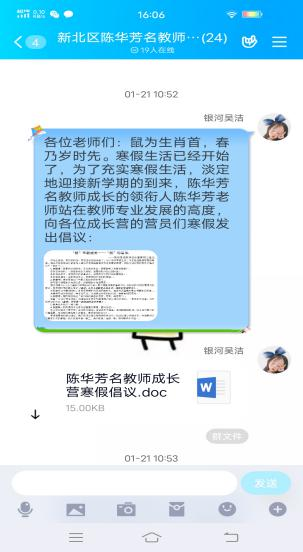 16:06
4
新北区陈华芳名教师…(24)
19人在线
01-21 10:52
银河吴洁
各位老师们：鼠为生肖首，春
乃岁时先。寒假生活已经开始
了，为了充实寒假生活，淡定
地迎接新学期的到来，陈华芳
名教师成长的领衔人陈华芳老
师站在教师专业发展的高度，
向各位成长营的营员们寒假发
出倡议：
银河吴洁
陈华芳名教师成长
营寒假倡议.doc
15.00KB
W
群文件
01-21 10:53
发送